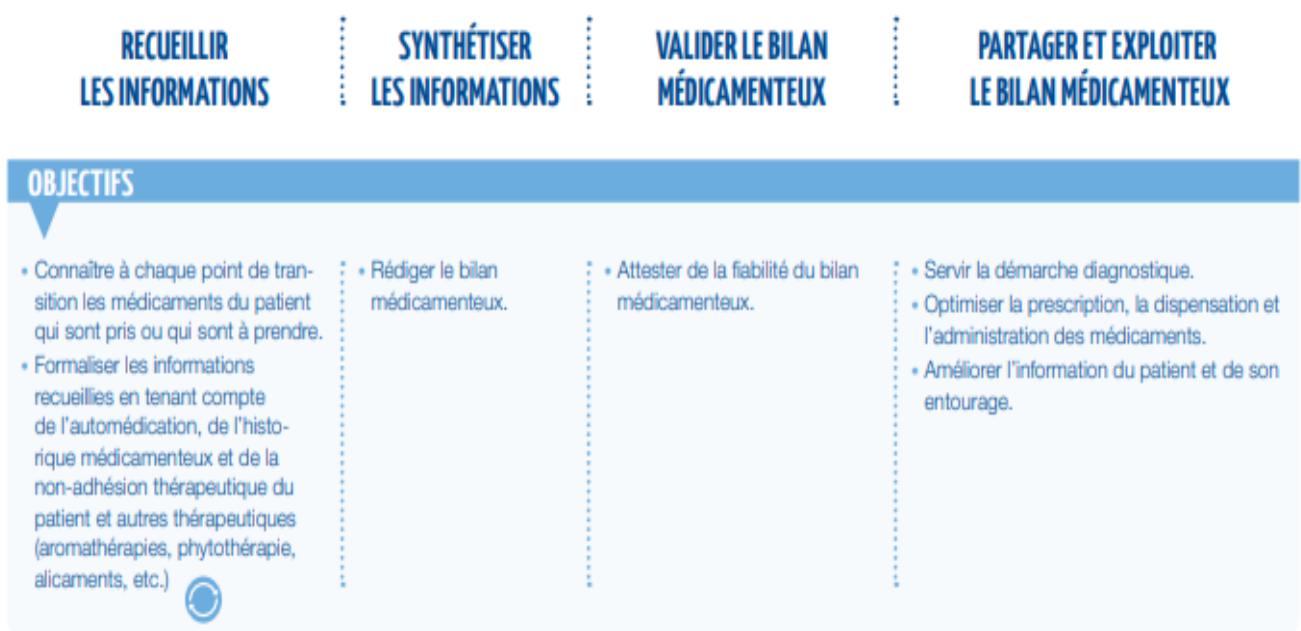 RECUEILLIR
LES INFORMATIONS
SYNTHÉTISER
LES INFORMATIONS
VALIDER LE BILAN
MÉDICAMENTEUX
PARTAGER ET EXPLOITER
LE BILAN MÉDICAMENTEUX
OBJECTIFS
• Connaître à chaque point de tran-
sition les médicaments du patient
qui sont pris ou qui sont à prendre.
• Formaliser les informations
recueillies en tenant compte
de l'automédication, de l'histo-
rique médicamenteux et de la
non-adhésion thérapeutique du
patient et autres thérapeutiques
(aromathérapies, phytothérapie,
alicaments, etc.)
• Rédiger le bilan
médicamenteux.
• Attester de la fiabilité du bilan
médicamenteux.
• Servir la démarche diagnostique.
• Optimiser la prescription, la dispensation et
l'administration des médicaments.
• Améliorer l'information du patient et de son
entourage.